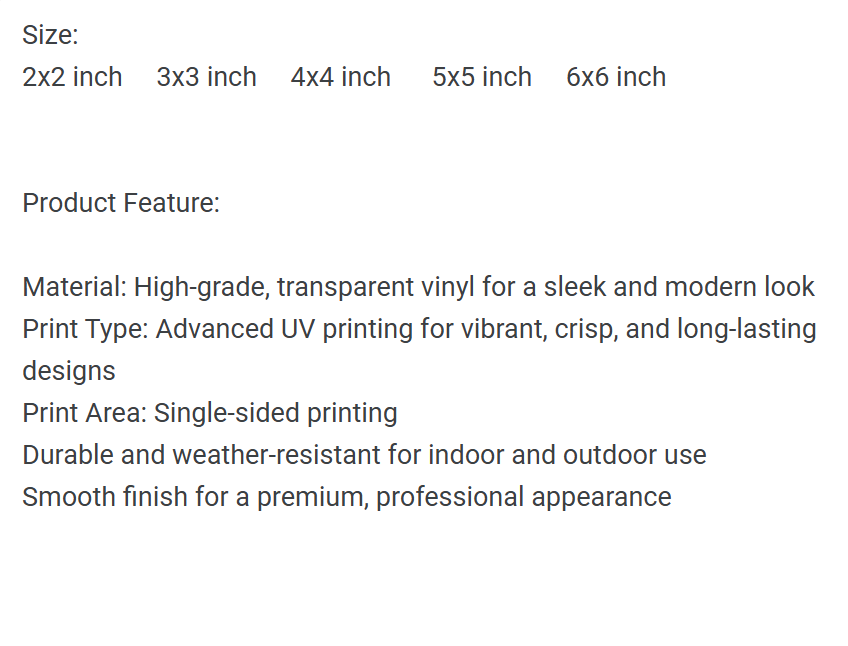 Size:
2x2 inch 3x3 inch 4x4 inch 5x5 inch 6x6 inch
Product Feature:
Material: High-grade, transparent vinyl for a sleek and modern look
Print Type: Advanced UV printing for vibrant, crisp, and long-lasting
designs
Print Area: Single-sided printing
Durable and weather-resistant for indoor and outdoor use
Smooth finish for a premium, professional appearance